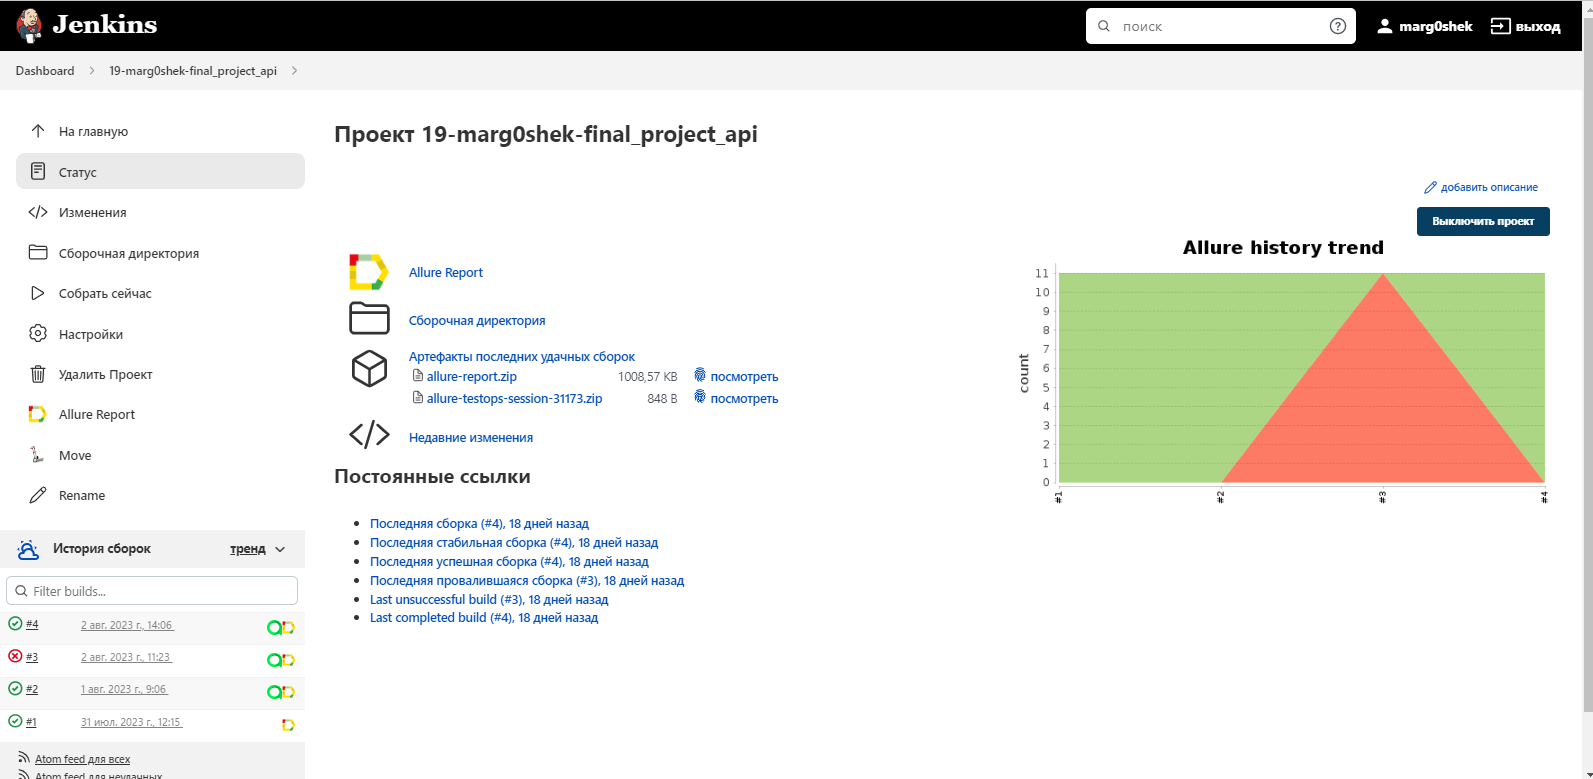 Jenkins
поиск
marg0shek
выход
Dashboard
19-marg0shek-final_project_api
На главную
Статус
Изменения
Сборочная директория
Собрать сейчас
Настройки
Удалить Проект
Allure Report
Move
Rename
История сборок
тренд
Filter builds...
#4 2 авг. 2023 г., 14:06
#3 2 авг. 2023 г., 11:23
#2 1 авг. 2023 г., 9:06
#1 31 июл. 2023 г., 12:15
Atom feed для всех
Atom feed для неудачных
Проект 19-marg0shek-final_project_api
добавить описание
Выключить проект
Allure Report
Сборочная директория
Артефакты последних удачных сборок
allure-report.zip 1008,57 KB посмотреть
allure-testops-session-31173.zip 848 B посмотреть
Недавние изменения
Постоянные ссылки
Последняя сборка (#4), 18 дней назад
Последняя стабильная сборка (#4), 18 дней назад
Последняя успешная сборка (#4), 18 дней назад
Последняя провалившаяся сборка (#3), 18 дней назад
Last unsuccessful build (#3), 18 дней назад
Last completed build (#4), 18 дней назад
Allure history trend
count
11
10
9
8
7
6
5
4
3
2
1
0
#1 #2 #3 #4